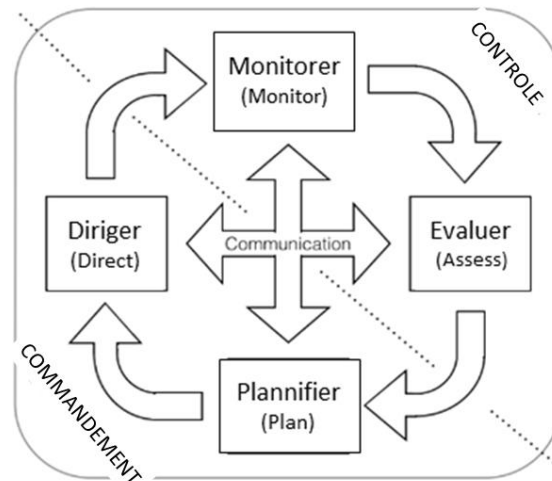 CONTROLE
Monitorer
(Monitor)
Diriger
(Direct)
Communication
Evaluer
(Assess)
COMMANDEMENT
Plannifier
(Plan)